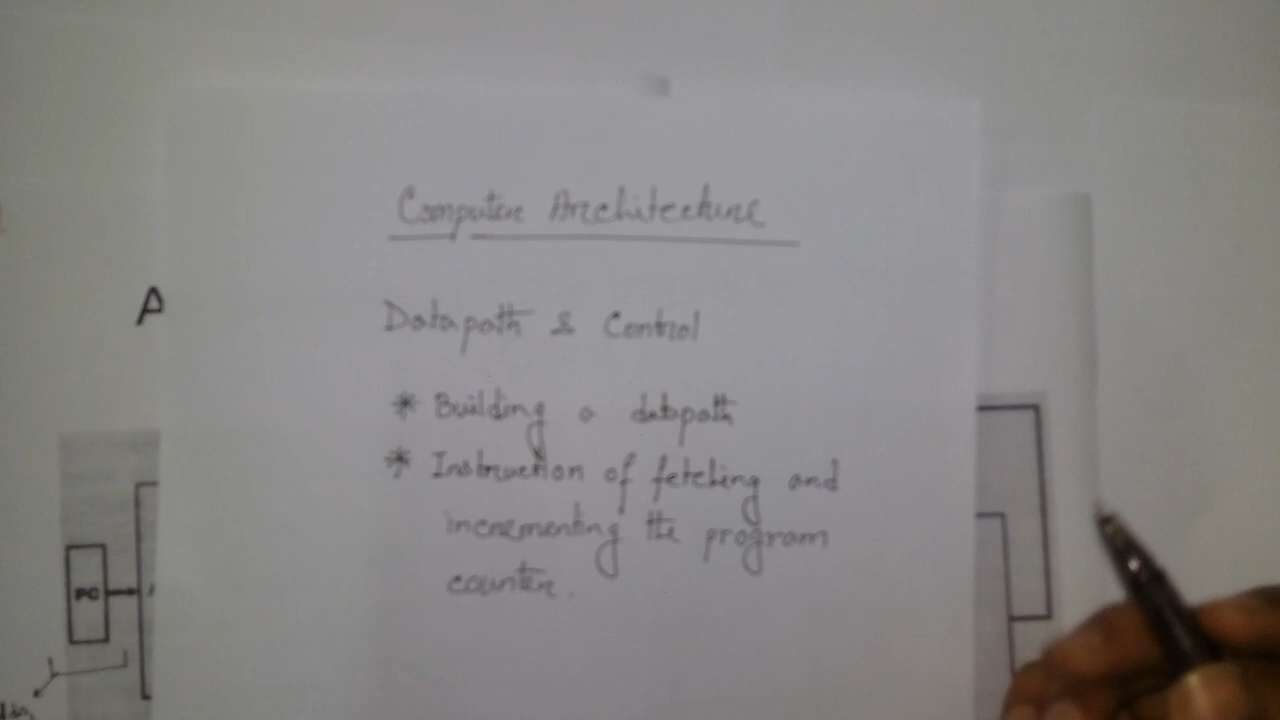 Computer Architecture
A
Datapath & Control
* Building a datapath
* Instruction of fetching and
incrementing the program
counter.
PC